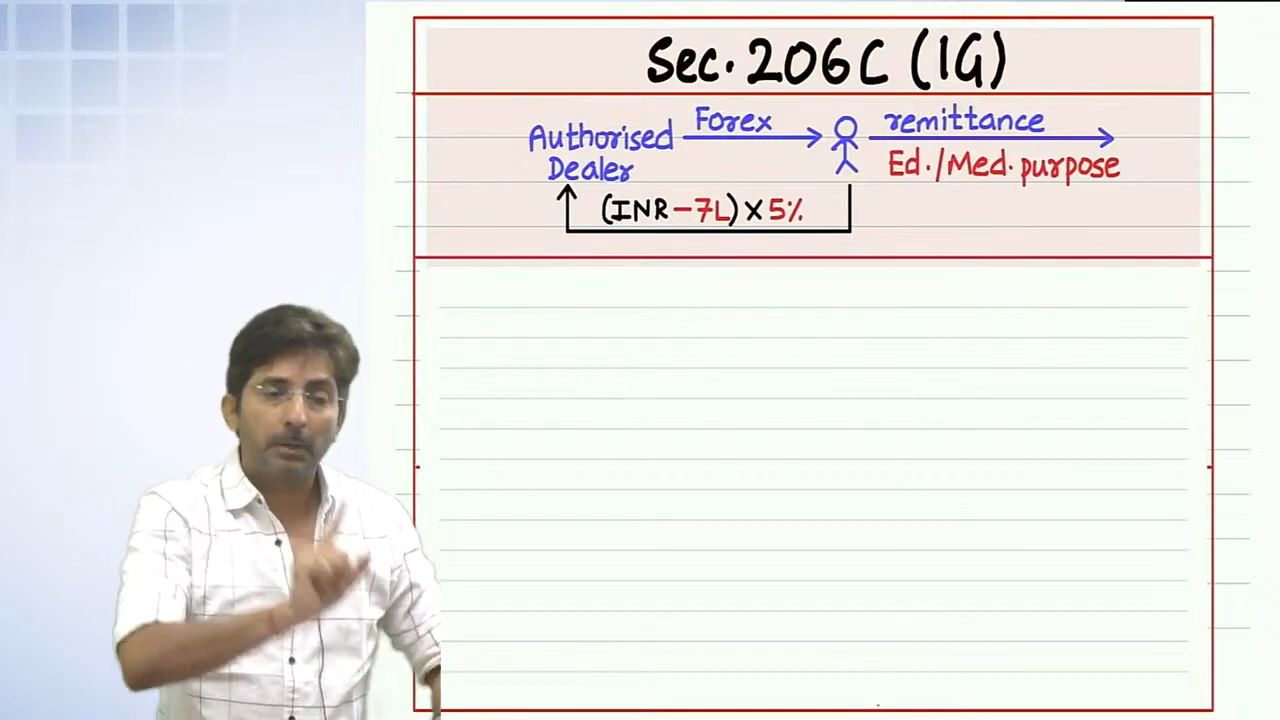 Sec. 206C (1G)
Authorised Dealer
Forex
remittance
Ed./Med. purpose
(INR-7L) X 5%